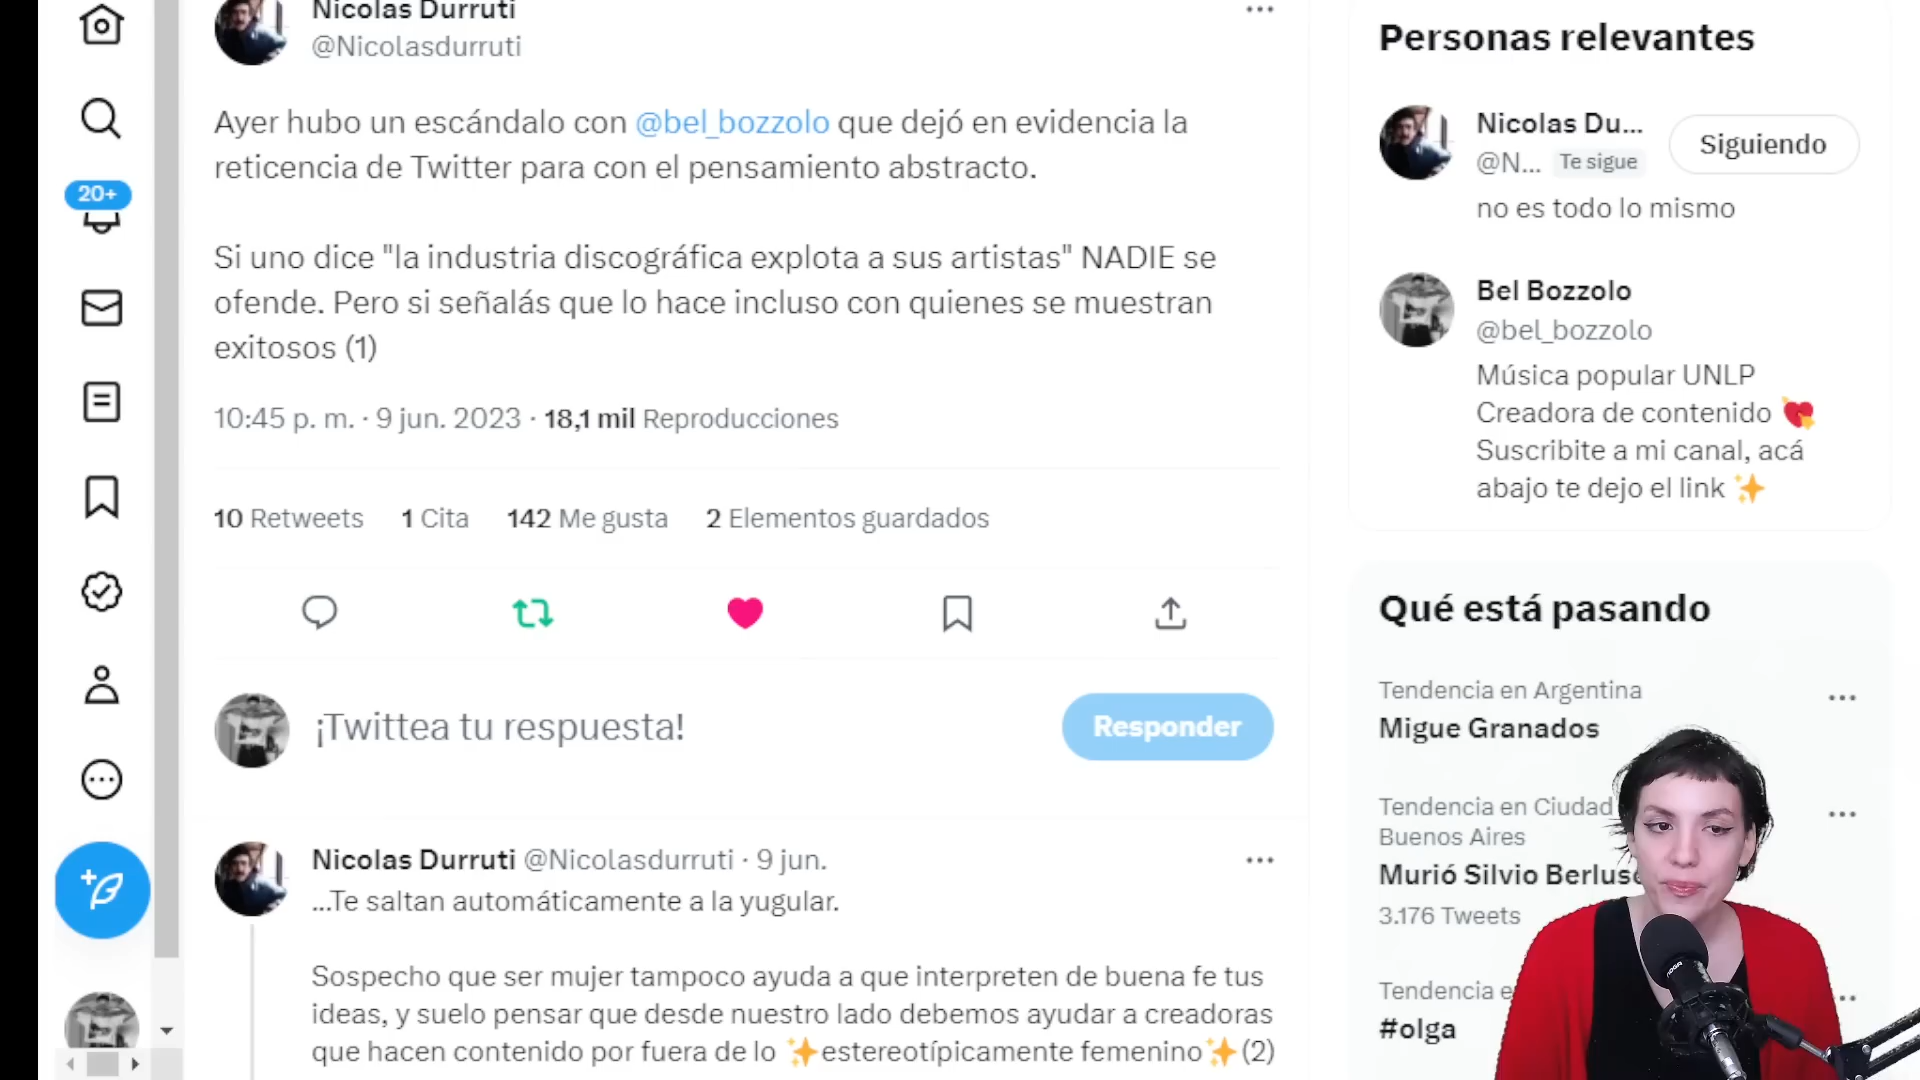 Nicolas Durruti
@Nicolasdurruti
Ayer hubo un escándalo con @bel_bozzolo que dejó en evidencia la
reticencia de Twitter para con el pensamiento abstracto.
Si uno dice "la industria discográfica explota a sus artistas" NADIE se
ofende. Pero si señalás que lo hace incluso con quienes se muestran
exitosos (1)
10:45 p. m. · 9 jun. 2023 · 18,1 mil Reproducciones
10 Retweets 1 Cita 142 Me gusta 2 Elementos guardados
¡Twittea tu respuesta!
Responder
Nicolas Durruti @Nicolasdurruti · 9 jun.
...Te saltan automáticamente a la yugular.
Sospecho que ser mujer tampoco ayuda a que interpreten de buena fe tus
ideas, y suelo pensar que desde nuestro lado debemos ayudar a creadoras
que hacen contenido por fuera de lo ✨estereotípicamente femenino✨(2)
20+
Personas relevantes
Nicolas Du...
@N... Te sigue
Siguiendo
no es todo lo mismo
Bel Bozzolo
@bel_bozzolo
Música popular UNLP
Creadora de contenido 💘
Suscribite a mi canal, acá
abajo te dejo el link ✨
Qué está pasando
Tendencia en Argentina
Migue Granados
Tendencia en Ciudad
Buenos Aires
Murió Silvio Berlusc
3.176 Tweets
Tendencia e
#olga